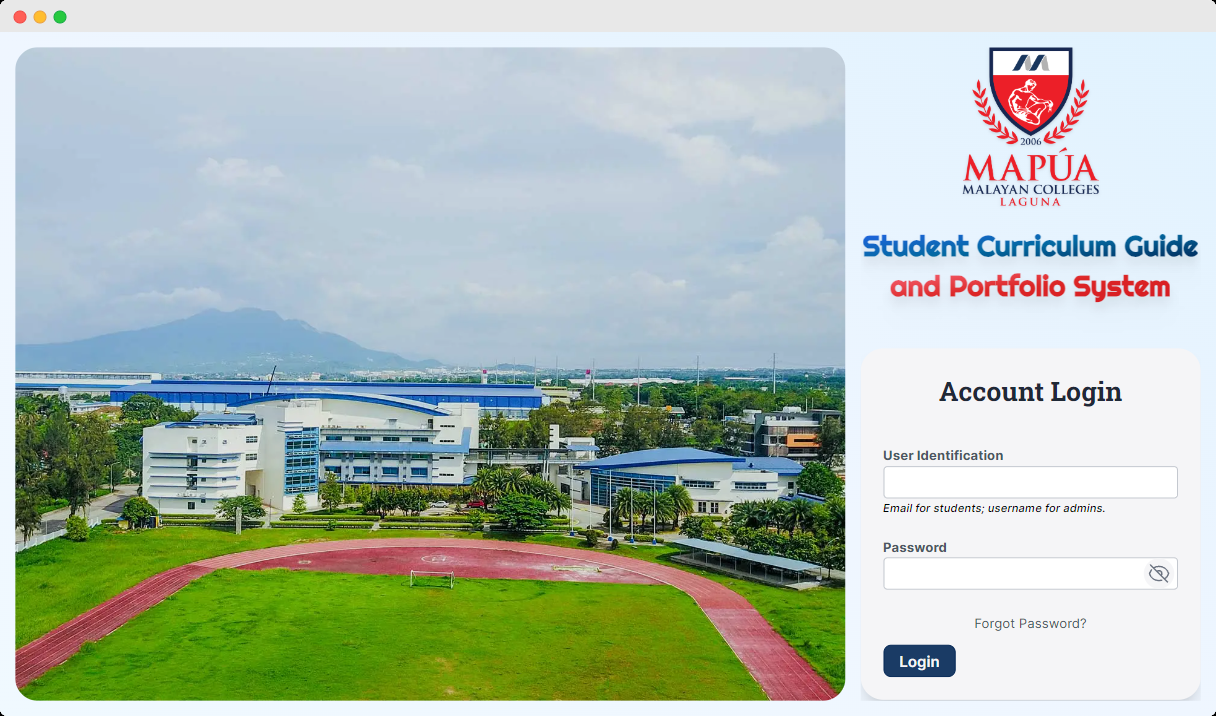 2006
MAPÚA
MALAYAN COLLEGES
LAGUNA
Student Curriculum Guide
and Portfolio System
Account Login
User Identification
Email for students; username for admins.
Password
Forgot Password?
Login